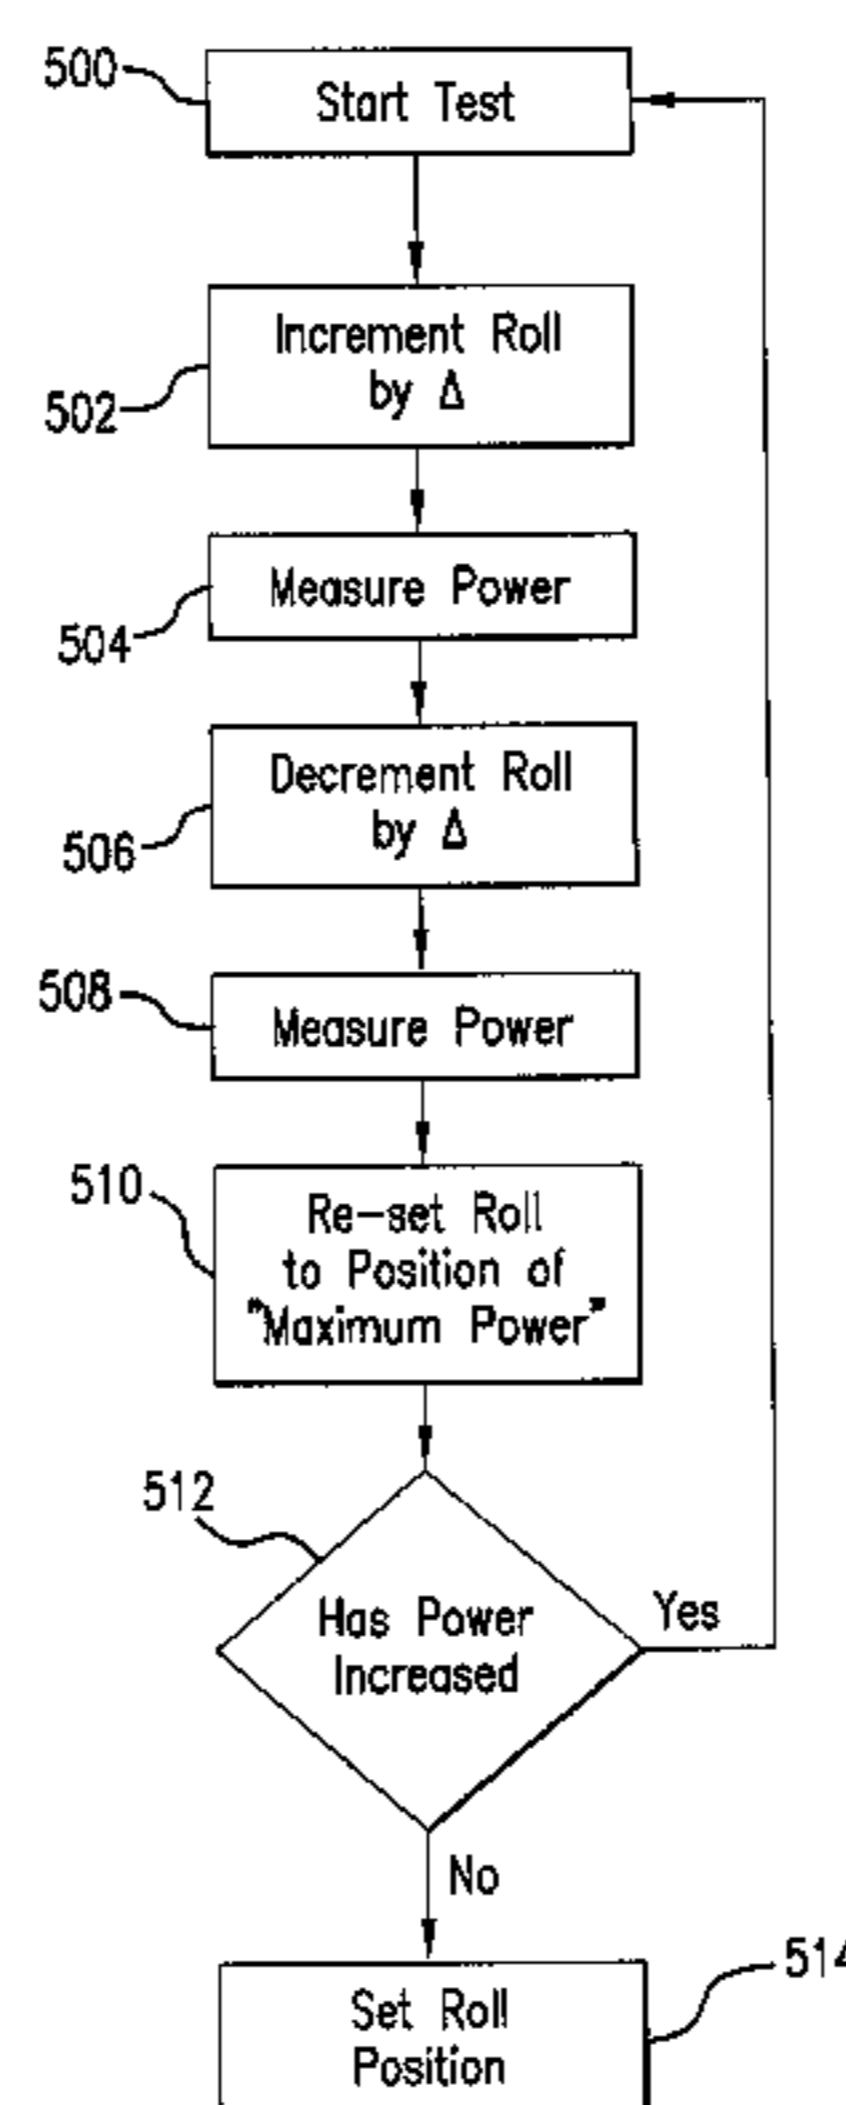 500
Start Test
Increment Roll
by Δ
502
Measure Power
504
Decrement Roll
by Δ
506
508
Measure Power
510
Re-set Roll
to Position of
"Maximum Power"
512
Has Power
Increased
Yes
No
514
Set Roll
Position